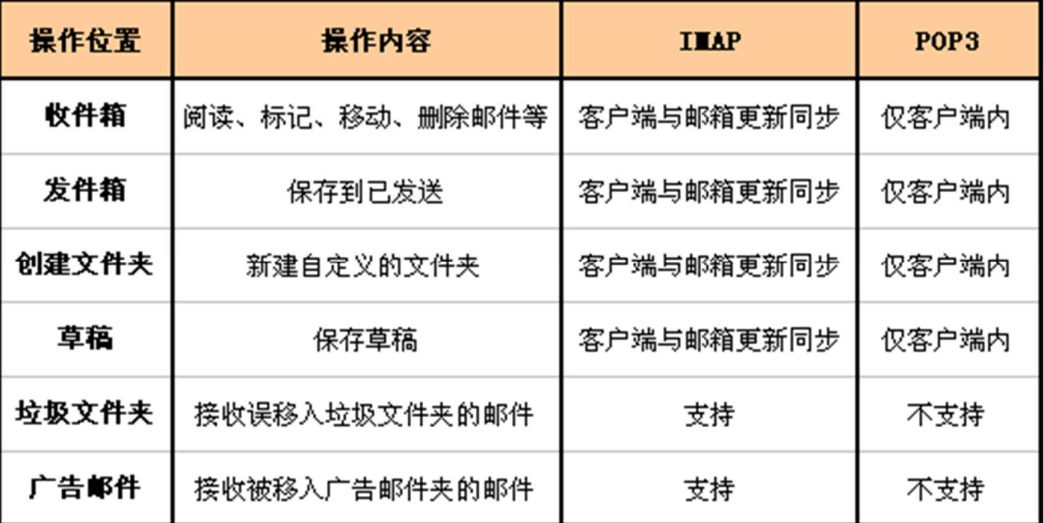 操作位置 操作内容 IMAP POP3
收件箱 阅读、标记、移动、删除邮件等 客户端与邮箱更新同步 仅客户端内
发件箱 保存到已发送 客户端与邮箱更新同步 仅客户端内
创建文件夹 新建自定义的文件夹 客户端与邮箱更新同步 仅客户端内
草稿 保存草稿 客户端与邮箱更新同步 仅客户端内
垃圾文件夹 接收误移入垃圾文件夹的邮件 支持 不支持
广告邮件 接收被移入广告邮件夹的邮件 支持 不支持